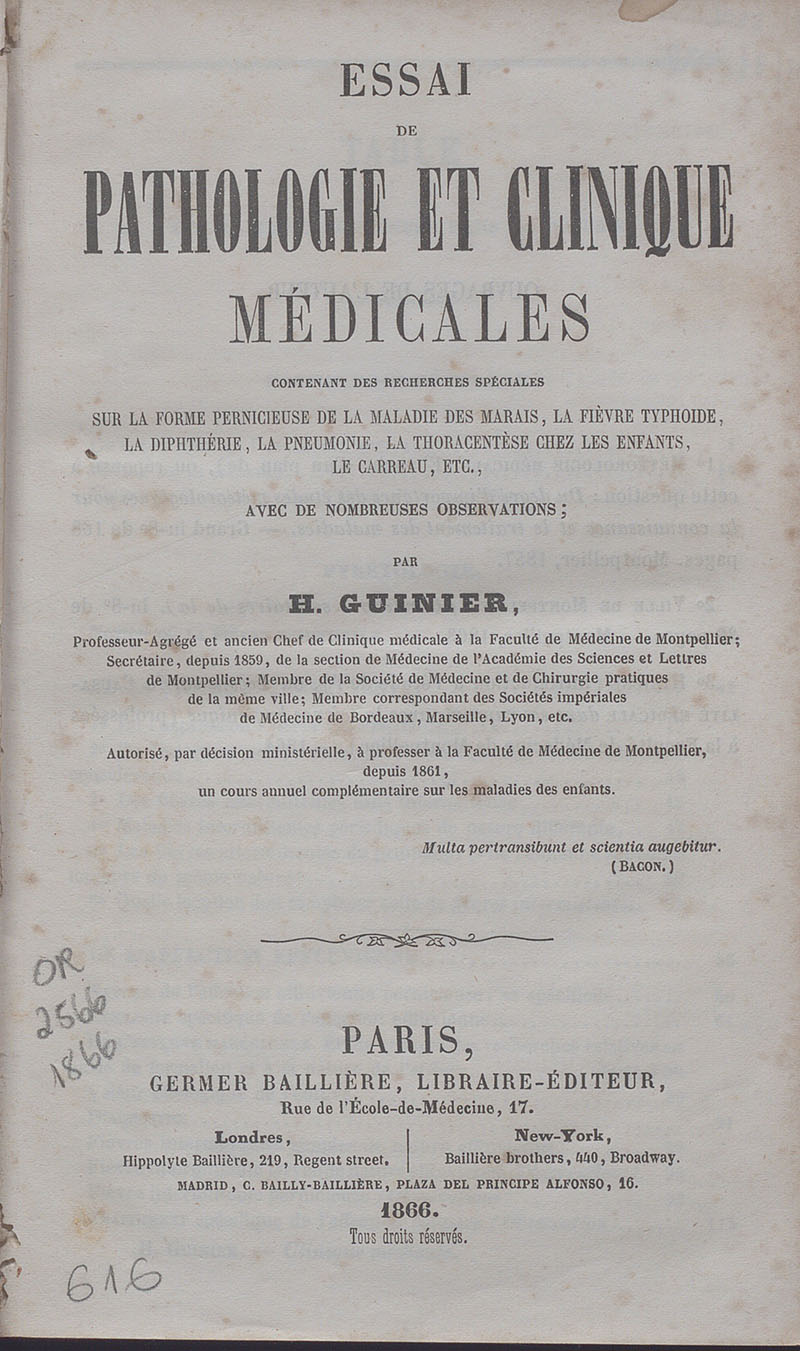 ESSAI
DE
PATHOLOGIE ET CLINIQUE
MÉDICALES
CONTENANT DES RECHERCHES SPÉCIALES
SUR LA FORME PERNICIEUSE DE LA MALADIE DES MARAIS, LA FIÈVRE TYPHOIDE,
LA DIPHTHÉRIE, LA PNEUMONIE, LA THORACENTÈSE CHEZ LES ENFANTS,
LE CARREAU, ETC.,
AVEC DE NOMBREUSES OBSERVATIONS;
PAR
H. GUINIER,
Professeur-Agrégé et ancien Chef de Clinique médicale à la Faculté de Médecine de Montpellier;
Secrétaire, depuis 1859, de la section de Médecine de l'Académie des Sciences et Lettres
de Montpellier; Membre de la Société de Médecine et de Chirurgie pratiques
de la même ville; Membre correspondant des Sociétés impériales
de Médecine de Bordeaux, Marseille, Lyon, etc.
Autorisé, par décision ministérielle, à professer à la Faculté de Médecine de Montpellier,
depuis 1861,
un cours annuel complémentaire sur les maladies des enfants.
Multa pertransibunt et scientia augebitur.
(BACON.)
OR
2566
1866
PARIS,
GERMER BAILLIÈRE, LIBRAIRE-ÉDITEUR,
Rue de l'École-de-Médecine, 17.
Londres,
Hippolyte Baillière, 219, Regent street.
New-York,
Baillière brothers, 440, Broadway.
MADRID, C. BAILLY-BAILLIÈRE, PLAZA DEL PRINCIPE ALFONSO, 16.
1866.
Tous droits réservés.
616